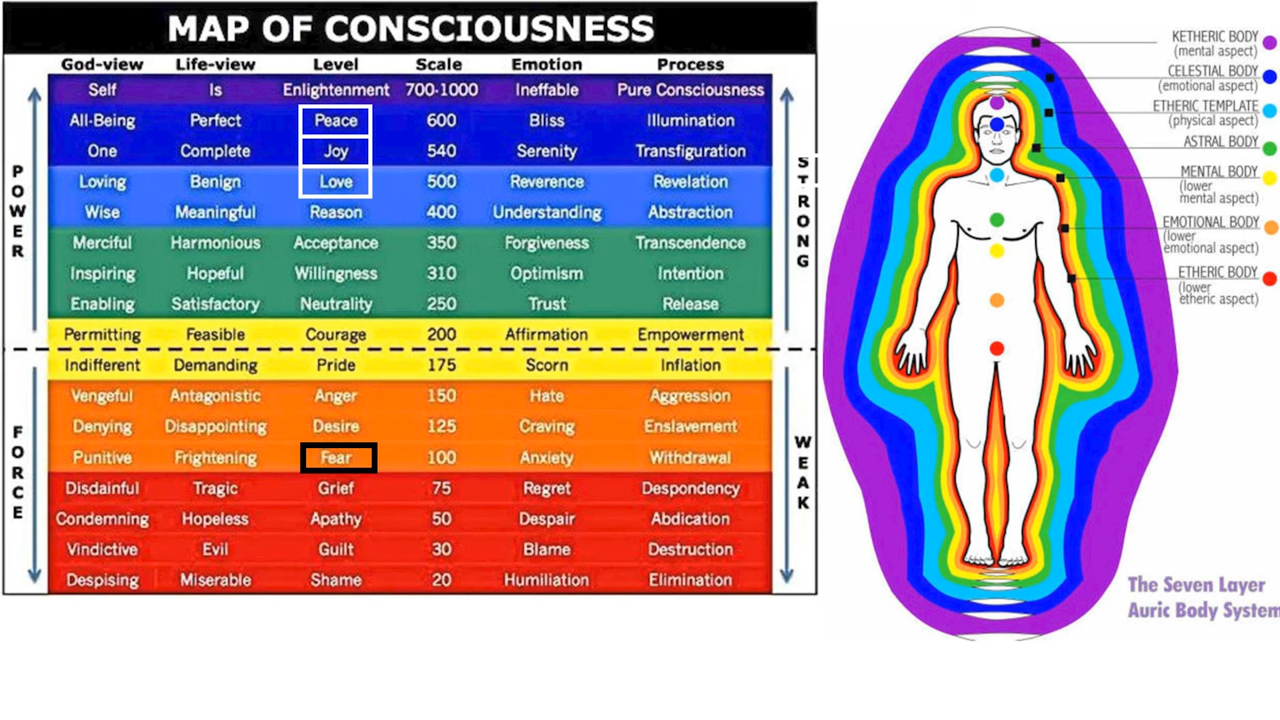 MAP OF CONSCIOUSNESS
God-view Life-view Level Scale Emotion Process
Self Is Enlightenment 700-1000 Ineffable Pure Consciousness
All-Being Perfect Peace 600 Bliss Illumination
One Complete Joy 540 Serenity Transfiguration
Loving Benign Love 500 Reverence Revelation
Wise Meaningful Reason 400 Understanding Abstraction
Merciful Harmonious Acceptance 350 Forgiveness Transcendence
Inspiring Hopeful Willingness 310 Optimism Intention
Enabling Satisfactory Neutrality 250 Trust Release
Permitting Feasible Courage 200 Affirmation Empowerment
Indifferent Demanding Pride 175 Scorn Inflation
Vengeful Antagonistic Anger 150 Hate Aggression
Denying Disappointing Desire 125 Craving Enslavement
Punitive Frightening Fear 100 Anxiety Withdrawal
Disdainful Tragic Grief 75 Regret Despondency
Condemning Hopeless Apathy 50 Despair Abdication
Vindictive Evil Guilt 30 Blame Destruction
Despising Miserable Shame 20 Humiliation Elimination
POWER
FORCE
STRONG
WEAK
KETHERIC BODY
(mental aspect)
CELESTIAL BODY
(emotional aspect)
ETHERIC TEMPLATE
(physical aspect)
ASTRAL BODY
MENTAL BODY
(lower
mental aspect)
EMOTIONAL BODY
(lower
emotional aspect)
ETHERIC BODY
(lower
etheric aspect)
The Seven Layer
Auric Body System